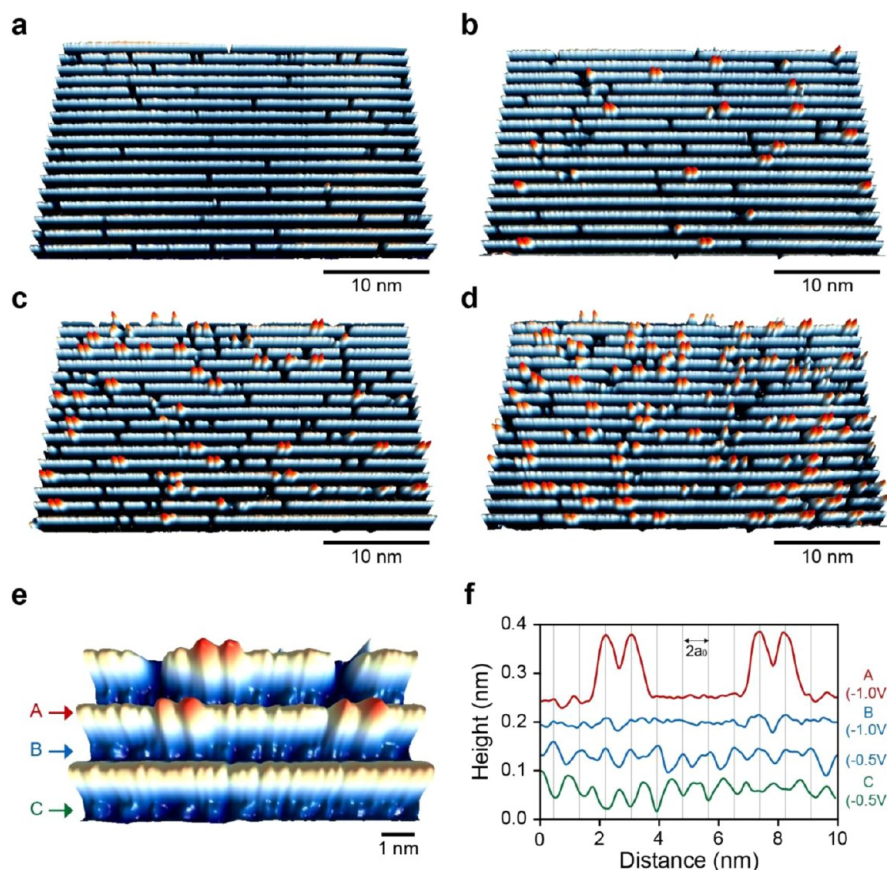 a
b
10 nm
10 nm
c
d
10 nm
10 nm
e
A
B
C
1 nm
f
0.4
0.3
0.2
0.1
0.0
Height (nm)
2a₀
A
(-1.0V)
B
(-1.0V)
(-0.5V)
C
(-0.5V)
0 2 4 6 8 10
Distance (nm)